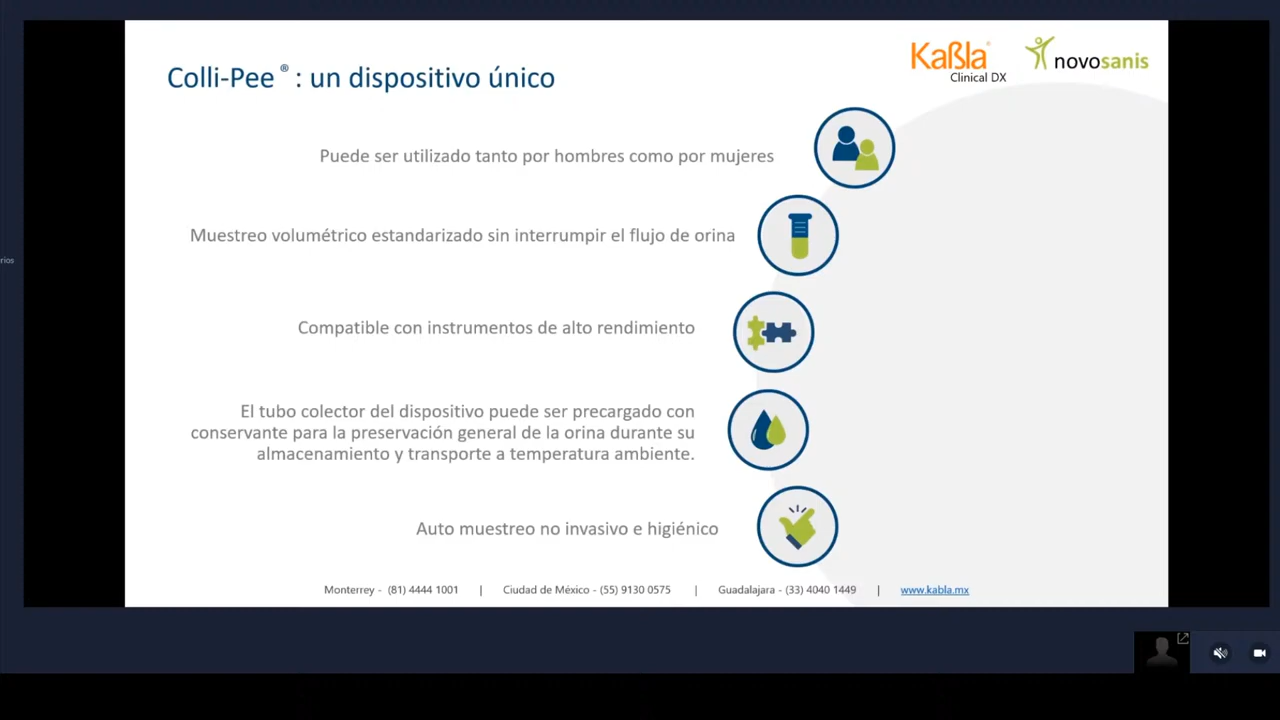 Colli-Pee® : un dispositivo único
Kaßla®
Clinical DX
novosanis
Puede ser utilizado tanto por hombres como por mujeres
Muestreo volumétrico estandarizado sin interrumpir el flujo de orina
rios
Compatible con instrumentos de alto rendimiento
El tubo colector del dispositivo puede ser precargado con
conservante para la preservación general de la orina durante su
almacenamiento y transporte a temperatura ambiente.
Auto muestreo no invasivo e higiénico
Monterrey - (81) 4444 1001 | Ciudad de México - (55) 9130 0575 | Guadalajara - (33) 4040 1449 | www.kabla.mx